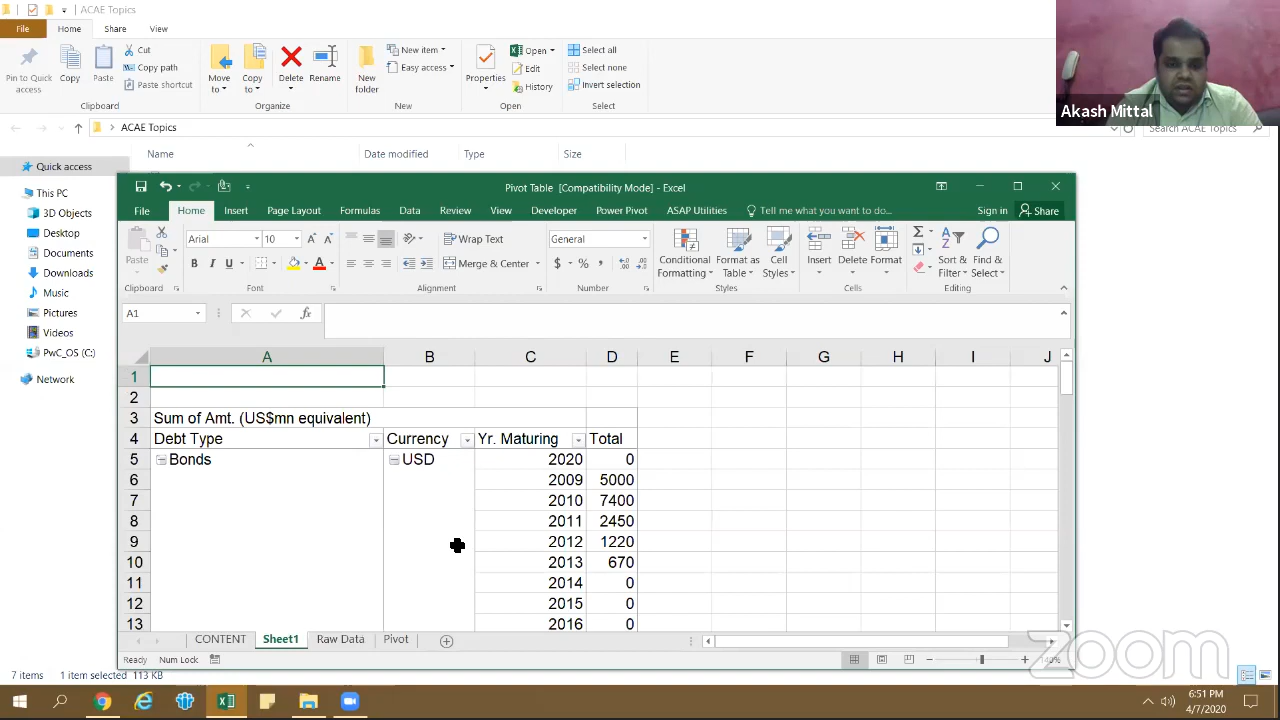 ACAE Topics
File Home Share View
Pin to Quick access
Copy
Paste
Cut
Copy path
Paste shortcut
Clipboard
Move to
Copy to
Delete
Rename
Organize
New folder
New item
Easy access
New
Properties
Open
Edit
History
Open
Select all
Select none
Invert selection
Select
Akash Mittal
ACAE Topics
Search ACAE Topics
Name Date modified Type Size
Quick access
This PC
3D Objects
Desktop
Documents
Downloads
Music
Pictures
Videos
PwC_OS (C:)
Network
Pivot Table [Compatibility Mode] - Excel
File Home Insert Page Layout Formulas Data Review View Developer Power Pivot ASAP Utilities Tell me what you want to do... Sign in Share
Paste
Clipboard
Arial 10
B I U
Font
Wrap Text
Merge & Center
Alignment
General
$ % ,
Number
Conditional Formatting
Format as Table
Cell Styles
Styles
Insert
Delete
Format
Cells
Sort & Filter
Find & Select
Editing
A1
fx
A B C D E F G H I J
1
2
3 Sum of Amt. (US$mn equivalent)
4 Debt Type Currency Yr. Maturing Total
5 Bonds USD 2020 0
6 2009 5000
7 2010 7400
8 2011 2450
9 2012 1220
10 2013 670
11 2014 0
12 2015 0
13 2016 0
CONTENT Sheet1 Raw Data Pivot
Ready Num Lock
140%
zoom
7 items 1 item selected 113 KB
6:51 PM
4/7/2020